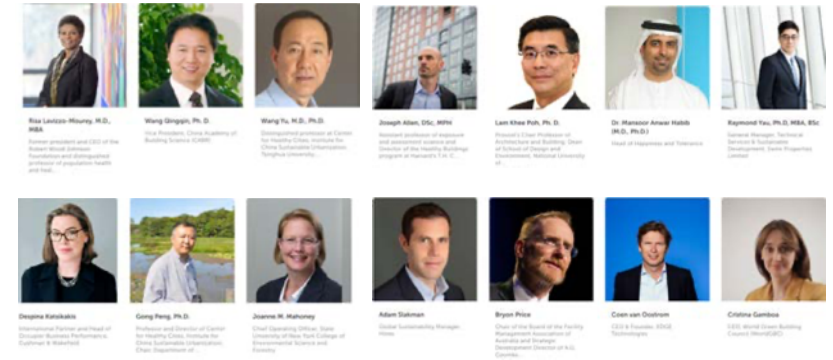 Risa Lavizzo-Mourey, M.D.,
MBA
Former president and CEO of the
Robert Wood Johnson
Foundation and distinguished
professor of population health
and heal...
Wang Qingqin, Ph. D.
Vice President, China Academy of
Building Science (CABR)
Wang Yu, M.D., Ph.D.
Distinguished professor at Center
for Healthy Cities, Institute for
China Sustainable Urbanization
Tsinghua University...
Joseph Allen, DSc, MPH
Assistant professor of exposure
and assessment science and
Director of the Healthy Buildings
program at Harvard's T.H. C...
Lam Khee Poh, Ph. D.
Provost's Chair Professor of
Architecture and Building, Dean
of School of Design and
Environment, National University
of ...
Dr. Mansoor Anwar Habib
(M.D., Ph.D.)
Head of Happiness and Tolerance
Raymond Yau, Ph.D, MBA, BSc
General Manager, Technical
Services & Sustainable
Development, Swire Properties
Limited
Despina Katsikakis
International Partner and Head of
Occupier Business Performance,
Cushman & Wakefield
Gong Peng, Ph.D.
Professor and Director of Center
for Healthy Cities, Institute for
China Sustainable Urbanization
Chair, Department of...
Joanne M. Mahoney
Chief Operating Officer, State
University of New York College of
Environmental Science and
Forestry
Adam Slakman
Global Sustainability Manager,
Bryon Price
Chair of the Board of the Facility
Management Association of
Australia and Strategic
Development Director of A.G.
Coombs...
Coen van Oostrom
CEO & Founder, EDGE
Technologies
Cristina Gamboa
CEO, World Green Building
Council (WorldGBC)